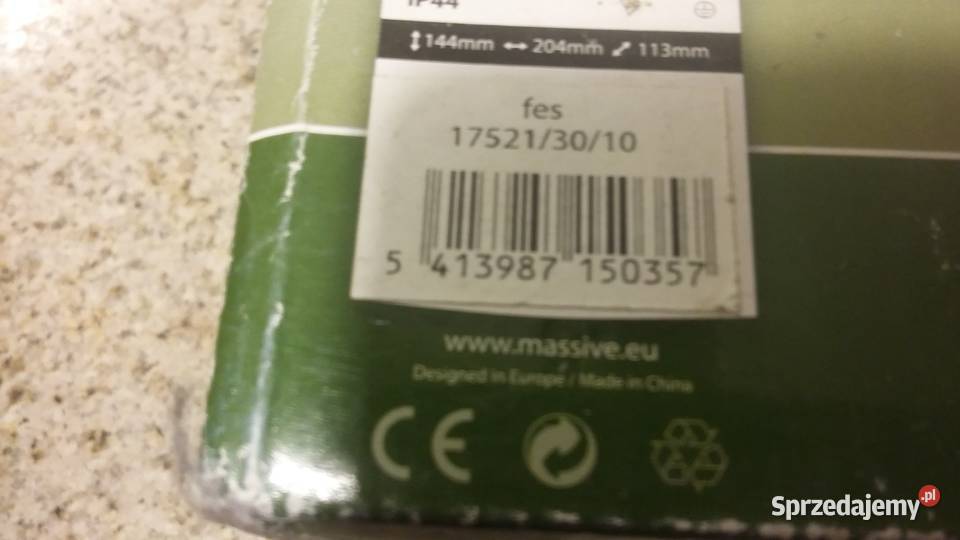 IP44
144mm 204mm 113mm
fes
17521/30/10
5 413987 150357
www.massive.eu
Designed in Europe / Made in China
CE
Sprzedajemy.pl